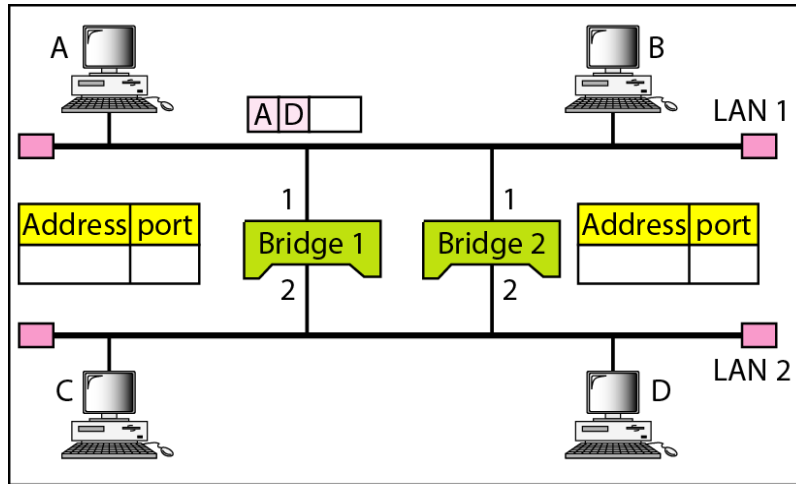 A
B
A D
LAN 1
1
1
Address port
Bridge 1
Bridge 2
Address port
2
2
C
D
LAN 2